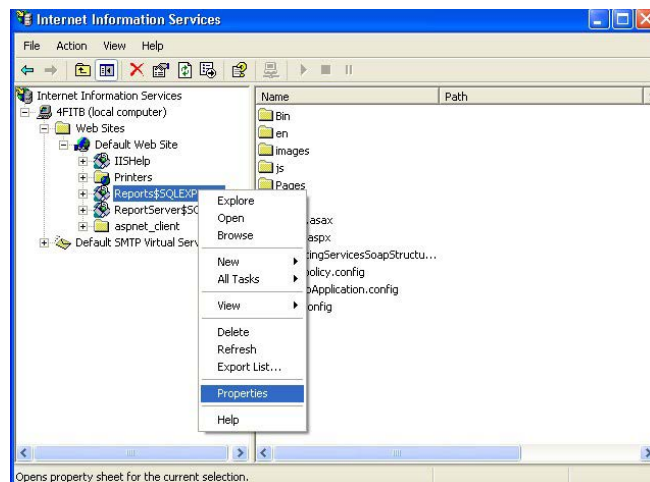 Internet Information Services
File Action View Help
Internet Information Services
4FITB (local computer)
Web Sites
Default Web Site
IISHelp
Printers
Reports$SQLEXP
ReportServer$SQ
aspnet_client
Default SMTP Virtual Serv
Name Path
Bin
en
images
js
Pages
.asax
aspx
ingServicesSoapStructu...
policy.config
Application.config
onfig
Explore
Open
Browse
New
All Tasks
View
Delete
Refresh
Export List...
Properties
Help
Opens property sheet for the current selection.